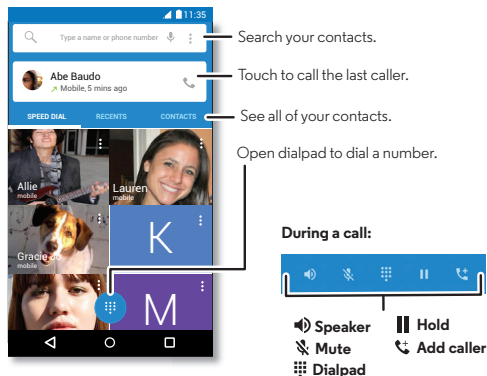 11:35
Type a name or phone number
Search your contacts.
Abe Baudo
Mobile, 5 mins ago
Touch to call the last caller.
SPEED DIAL RECENTS CONTACTS
See all of your contacts.
Open dialpad to dial a number.
Allie
mobile
Lauren
mobile
Gracie Jo
mobile
K
M
During a call:
Speaker
Hold
Mute
Add caller
Dialpad